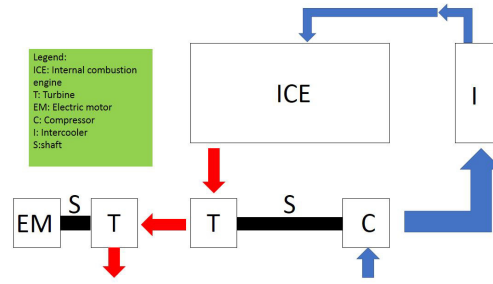 Legend:
ICE: Internal combustion
engine
T: Turbine
EM: Electric motor
C: Compressor
I: Intercooler
S:shaft
ICE
I
S
S
EM
T
T
C